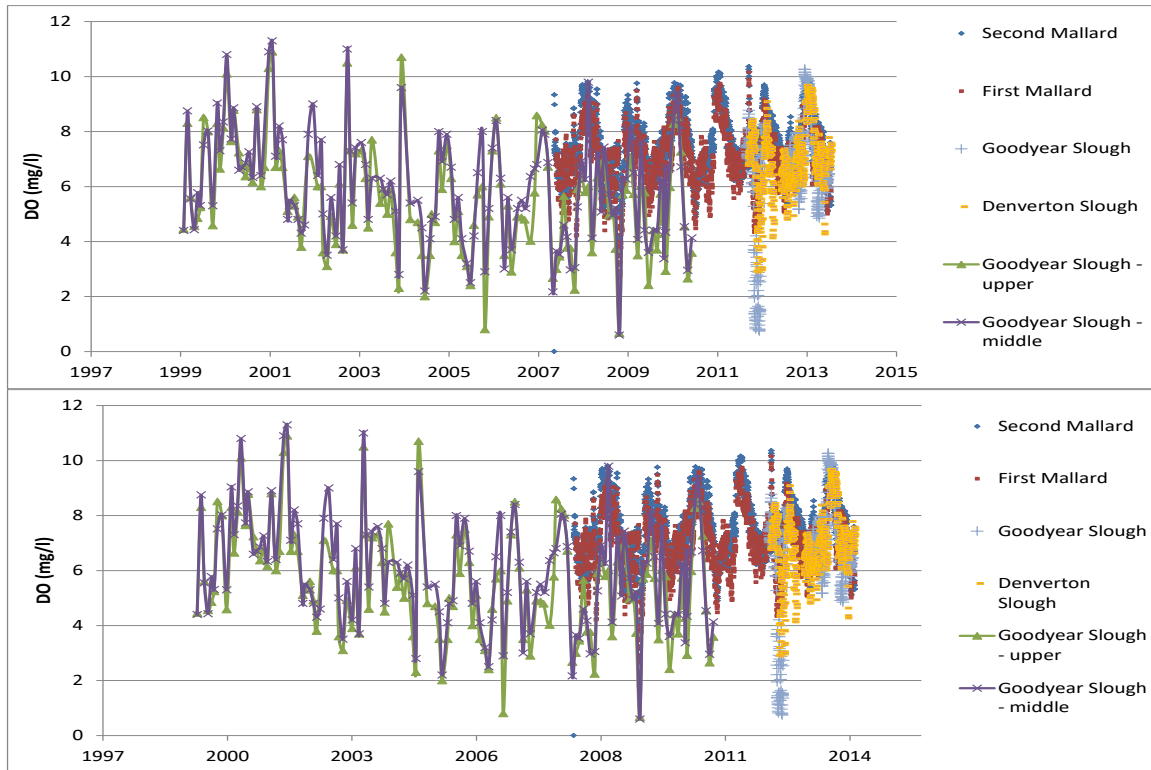 12
10
8
6
4
2
0
DO (mg/l)
1997 1999 2001 2003 2005 2007 2009 2011 2013 2015
Second Mallard
First Mallard
Goodyear Slough
Denverton Slough
Goodyear Slough -
upper
Goodyear Slough -
middle
12
10
8
6
4
2
0
DO (mg/l)
1997 2000 2003 2006 2008 2011 2014
Second Mallard
First Mallard
Goodyear Slough
Denverton
Slough
Goodyear Slough
- upper
Goodyear Slough
- middle